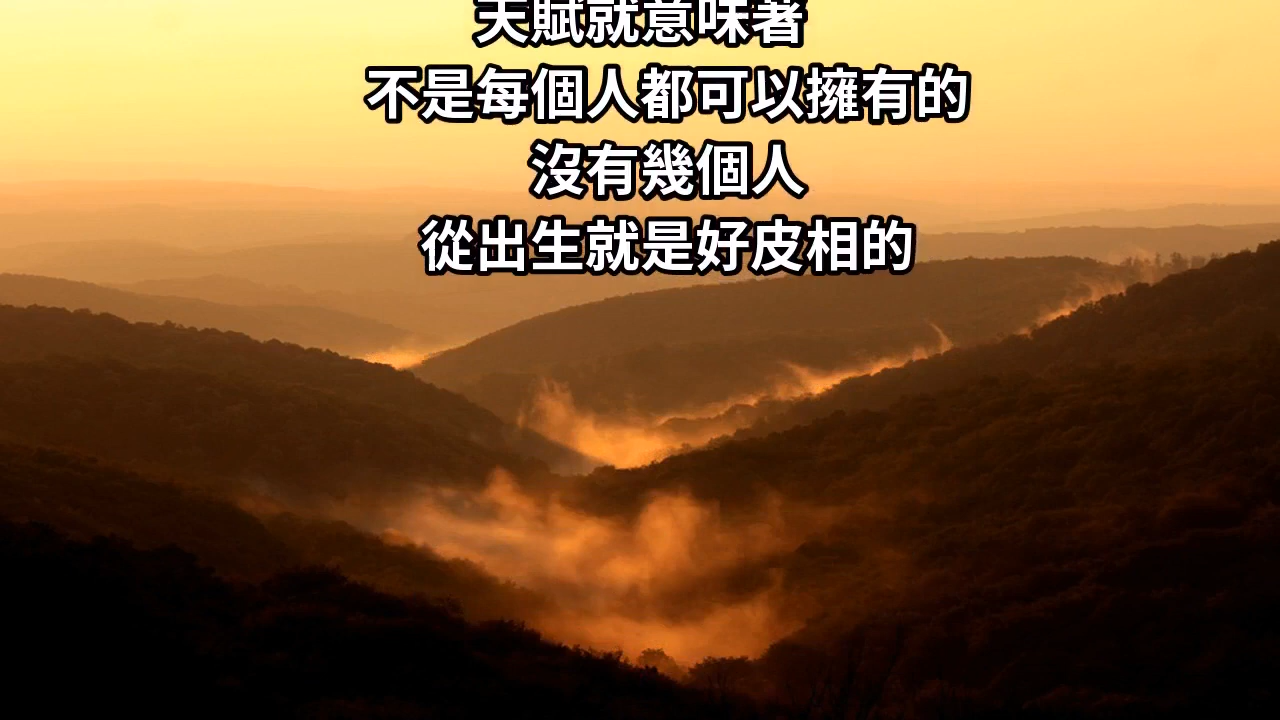 天賦就意味著
不是每個人都可以擁有的
沒有幾個人
從出生就是好皮相的